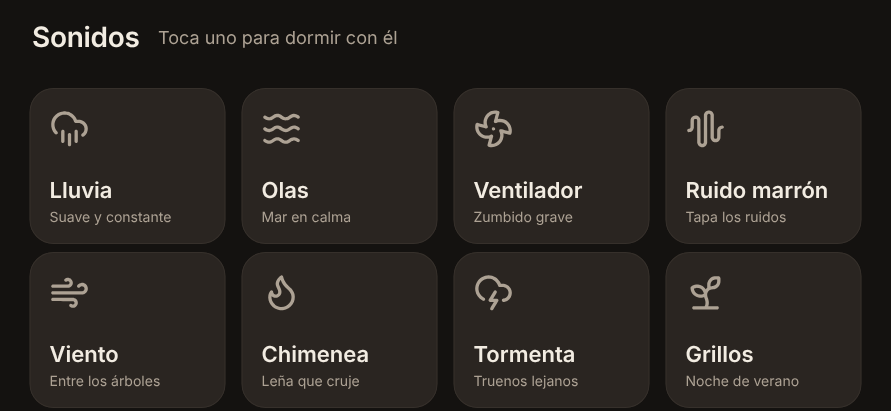 Sonidos Toca uno para dormir con él
Lluvia
Suave y constante
Olas
Mar en calma
Ventilador
Zumbido grave
Ruido marrón
Tapa los ruidos
Viento
Entre los árboles
Chimenea
Leña que cruje
Tormenta
Truenos lejanos
Grillos
Noche de verano